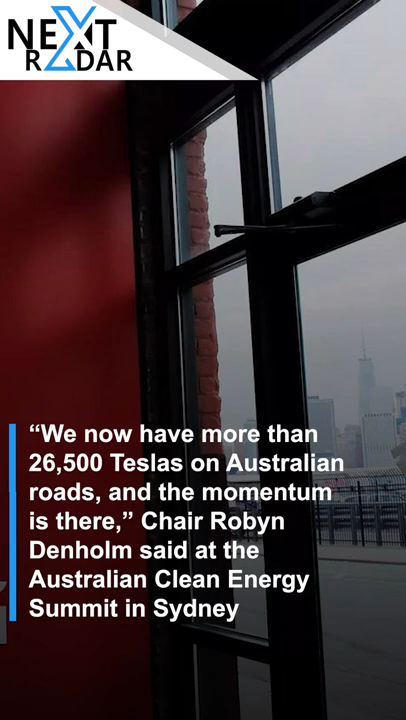 NEXT
RADAR
“We now have more than
26,500 Teslas on Australian
roads, and the momentum
is there,” Chair Robyn
Denholm said at the
Australian Clean Energy
Summit in Sydney